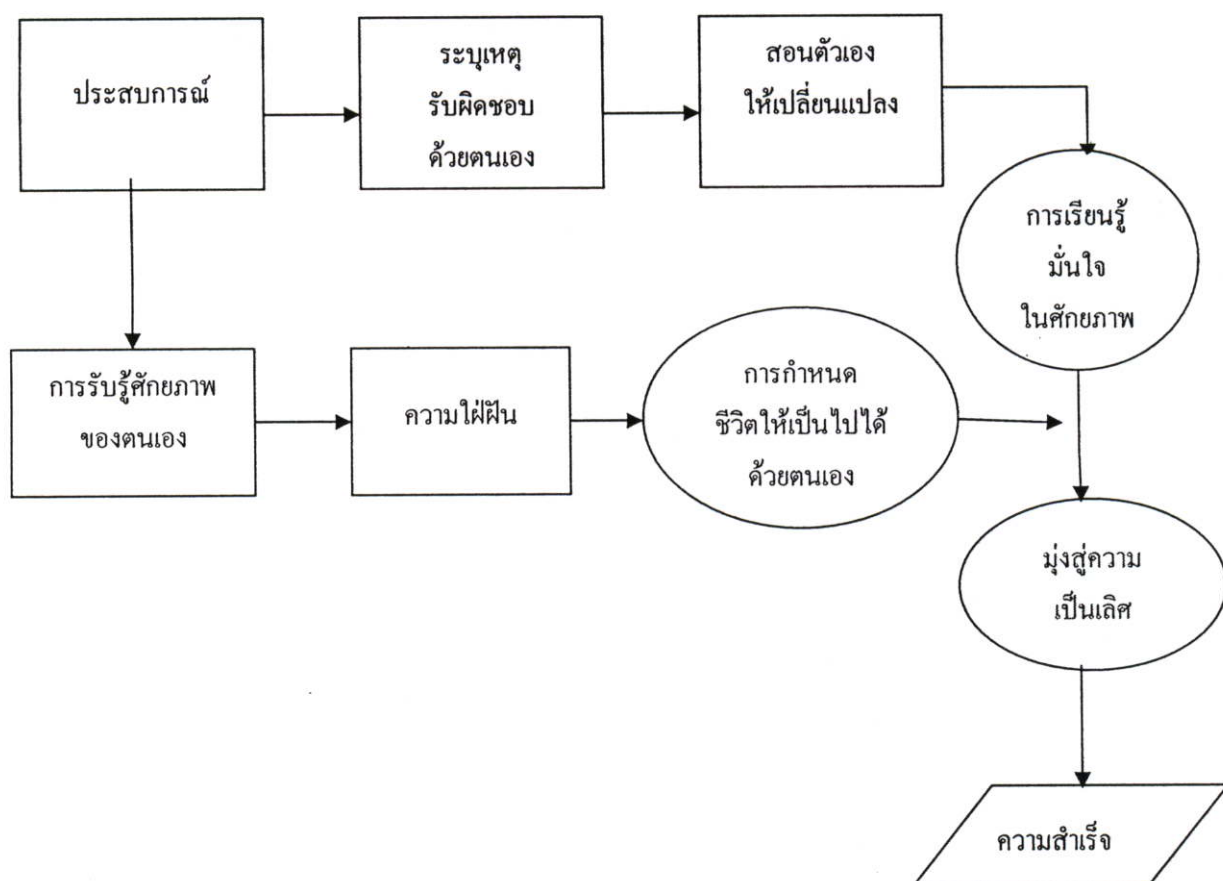 ประสบการณ์
ระบุเหตุ
รับผิดชอบ
ด้วยตนเอง
สอนตัวเอง
ให้เปลี่ยนแปลง
การเรียนรู้
มั่นใจ
ในศักยภาพ
การรับรู้ศักยภาพ
ของตนเอง
ความใฝ่ฝัน
การกำหนด
ชีวิตให้เป็นไปได้
ด้วยตนเอง
มุ่งสู่ความ
เป็นเลิศ
ความสำเร็จ